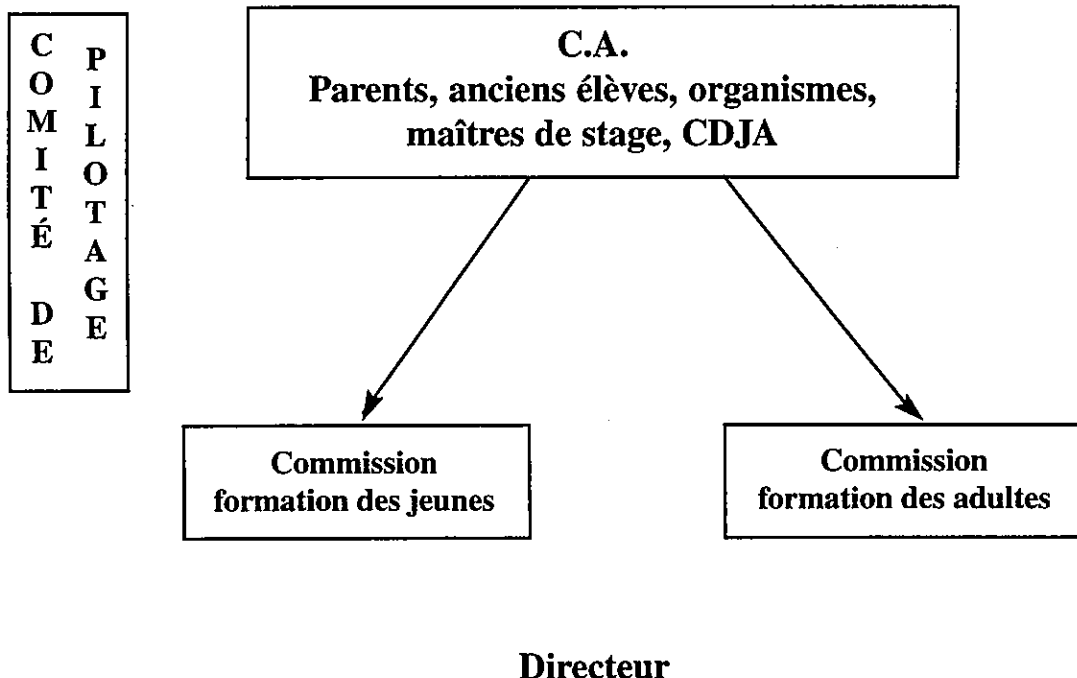 COMITÉ DE
PILOTAGE
C.A.
Parents, anciens élèves, organismes,
maîtres de stage, CDJA
Commission
formation des jeunes
Commission
formation des adultes
Directeur